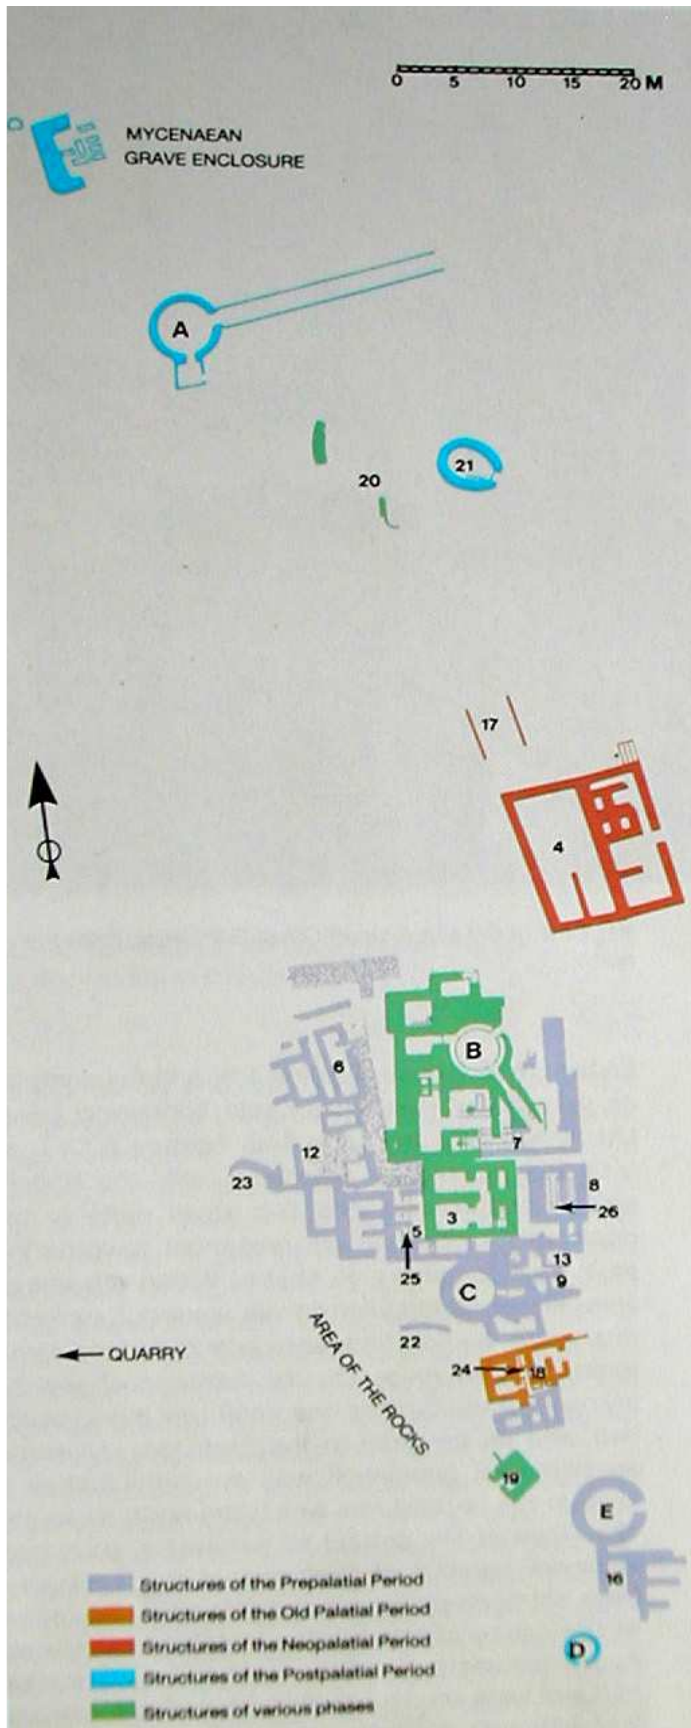 0 5 10 15 20 M
MYCENAEAN
GRAVE ENCLOSURE
A
21
20
17
4
B
6
7
12
23
8
26
3
5
25
13
9
C
22
AREA OF THE ROCKS
QUARRY
24
18
19
E
16
D
Structures of the Prepalatial Period
Structures of the Old Palatial Period
Structures of the Neopalatial Period
Structures of the Postpalatial Period
Structures of various phases